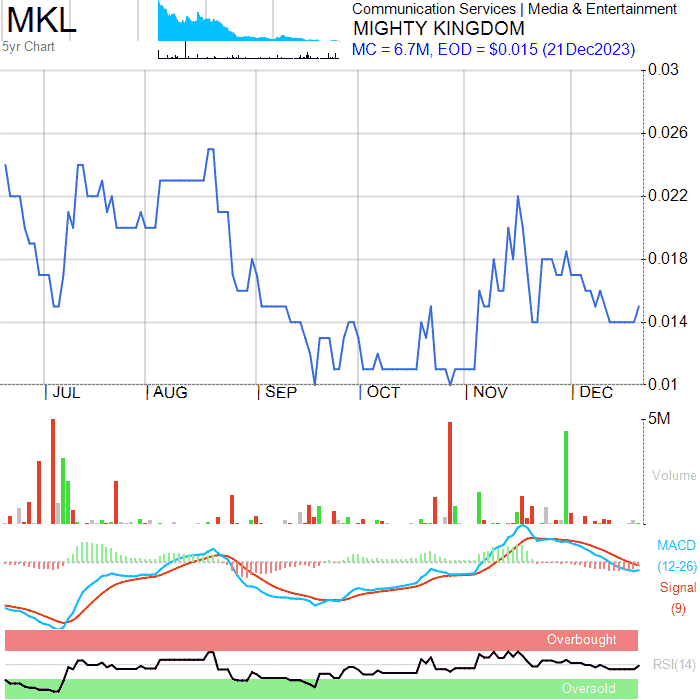 MKL
5yr Chart
Communication Services | Media & Entertainment
MIGHTY KINGDOM
MC = 6.7M, EOD = $0.015 (21Dec2023)
0.03
0.026
0.022
0.018
0.014
0.01
JUL AUG SEP OCT NOV DEC
5M
Volume
MACD
(12-26)
Signal
(9)
Overbought
RSI(14)
Oversold